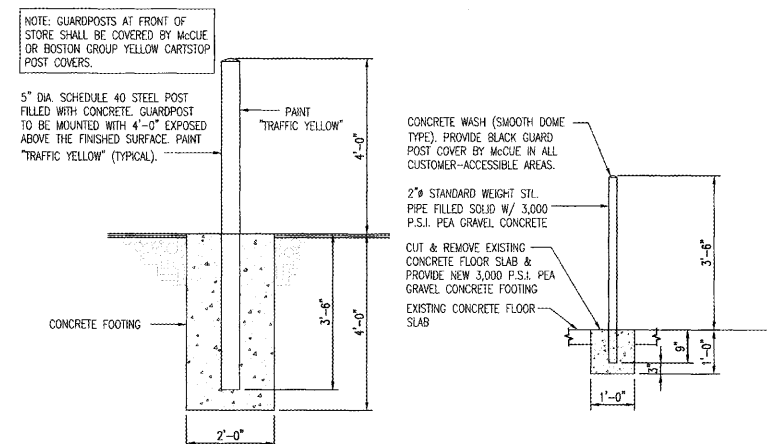 NOTE: GUARDPOSTS AT FRONT OF
STORE SHALL BE COVERED BY McCUE
OR BOSTON GROUP YELLOW CARTSTOP
POST COVERS.
5" DIA. SCHEDULE 40 STEEL POST
FILLED WITH CONCRETE. GUARDPOST
TO BE MOUNTED WITH 4'-0" EXPOSED
ABOVE THE FINISHED SURFACE. PAINT
"TRAFFIC YELLOW" (TYPICAL).
PAINT
"TRAFFIC YELLOW"
4'-0"
CONCRETE FOOTING
3'-6"
4'-0"
2'-0"
CONCRETE WASH (SMOOTH DOME
TYPE). PROVIDE BLACK GUARD
POST COVER BY McCUE IN ALL
CUSTOMER-ACCESSIBLE AREAS.
2"ø STANDARD WEIGHT STL.
PIPE FILLED SOLID W/ 3,000
P.S.I. PEA GRAVEL CONCRETE
CUT & REMOVE EXISTING
CONCRETE FLOOR SLAB &
PROVIDE NEW 3,000 P.S.I. PEA
GRAVEL CONCRETE FOOTING
EXISTING CONCRETE FLOOR
SLAB
3'-6"
9"
1'-0"
3"
1'-0"